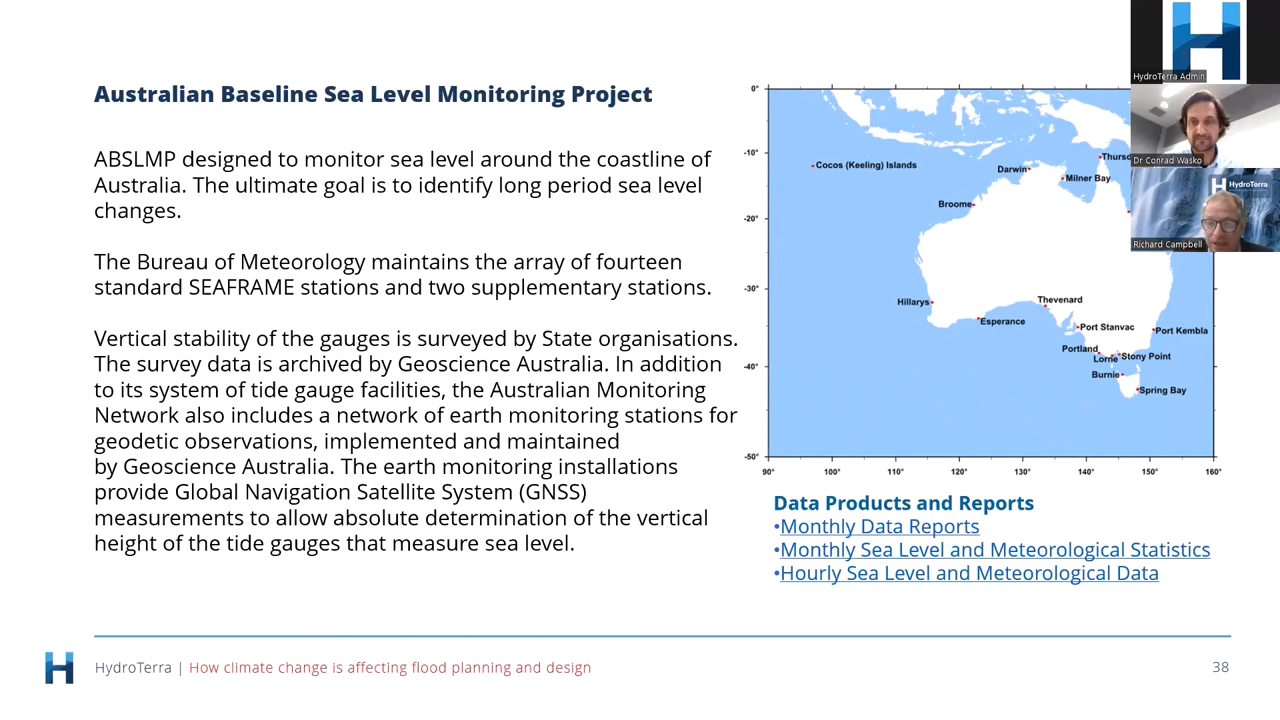 Australian Baseline Sea Level Monitoring Project
ABSLMP designed to monitor sea level around the coastline of
Australia. The ultimate goal is to identify long period sea level
changes.
The Bureau of Meteorology maintains the array of fourteen
standard SEAFRAME stations and two supplementary stations.
Vertical stability of the gauges is surveyed by State organisations.
The survey data is archived by Geoscience Australia. In addition
to its system of tide gauge facilities, the Australian Monitoring
Network also includes a network of earth monitoring stations for
geodetic observations, implemented and maintained
by Geoscience Australia. The earth monitoring installations
provide Global Navigation Satellite System (GNSS)
measurements to allow absolute determination of the vertical
height of the tide gauges that measure sea level.
0°
-10°
-20°
-30°
-40°
-50°
90°
100°
110°
120°
130°
140°
150°
160°
Cocos (Keeling) Islands
Darwin
Thursd
Milner Bay
Broome
Hillarys
Esperance
Thevenard
Port Stanvac
Port Kembla
Portland
Lorne
Stony Point
Burnie
Spring Bay
Data Products and Reports
•Monthly Data Reports
•Monthly Sea Level and Meteorological Statistics
•Hourly Sea Level and Meteorological Data
H
HydroTerra Admin
Dr Conrad Wasko
HydroTerra
Richard Campbell
HydroTerra | How climate change is affecting flood planning and design
38